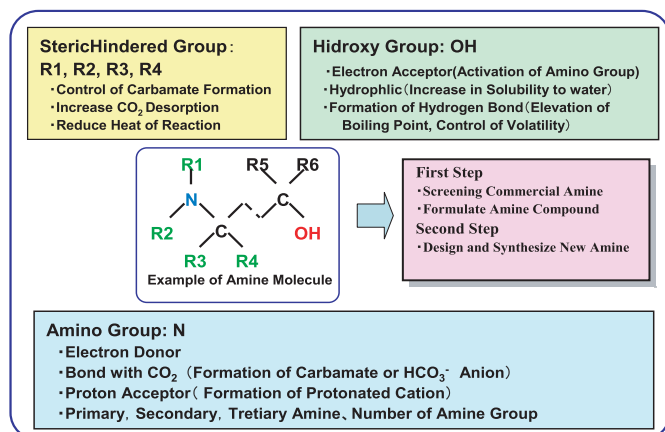 StericHindered Group:
R1, R2, R3, R4
・Control of Carbamate Formation
・Increase CO2 Desorption
・Reduce Heat of Reaction
Hidroxy Group: OH
・Electron Acceptor(Activation of Amino Group)
・Hydrophlic(Increase in Solubility to water)
・Formation of Hydrogen Bond(Elevation of
Boiling Point, Control of Volatility)
R1 R5 R6
N C
R2 C OH
R3 R4
Example of Amine Molecule
First Step
・Screening Commercial Amine
・Formulate Amine Compound
Second Step
・Design and Synthesize New Amine
Amino Group: N
・Electron Donor
・Bond with CO2 (Formation of Carbamate or HCO3- Anion)
・Proton Acceptor( Formation of Protonated Cation)
・Primary, Secondary, Tretiary Amine、Number of Amine Group